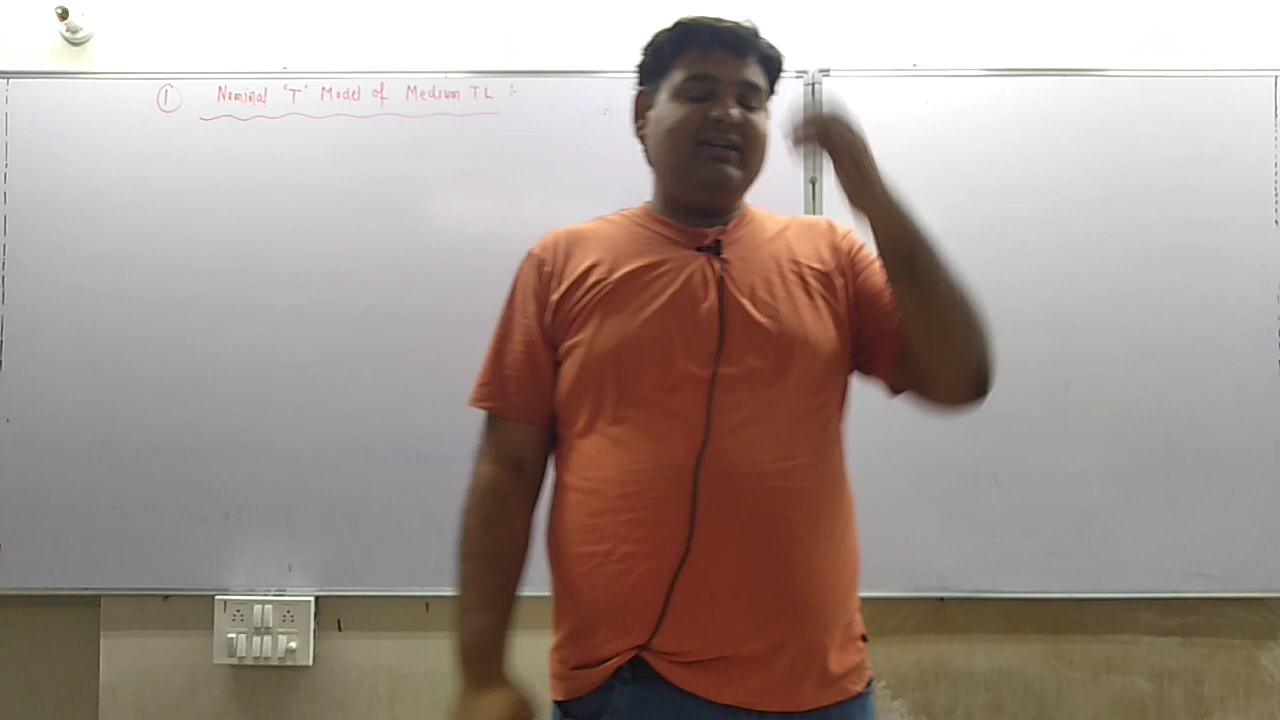 ① Nominal 'T' Model of Medium TL :